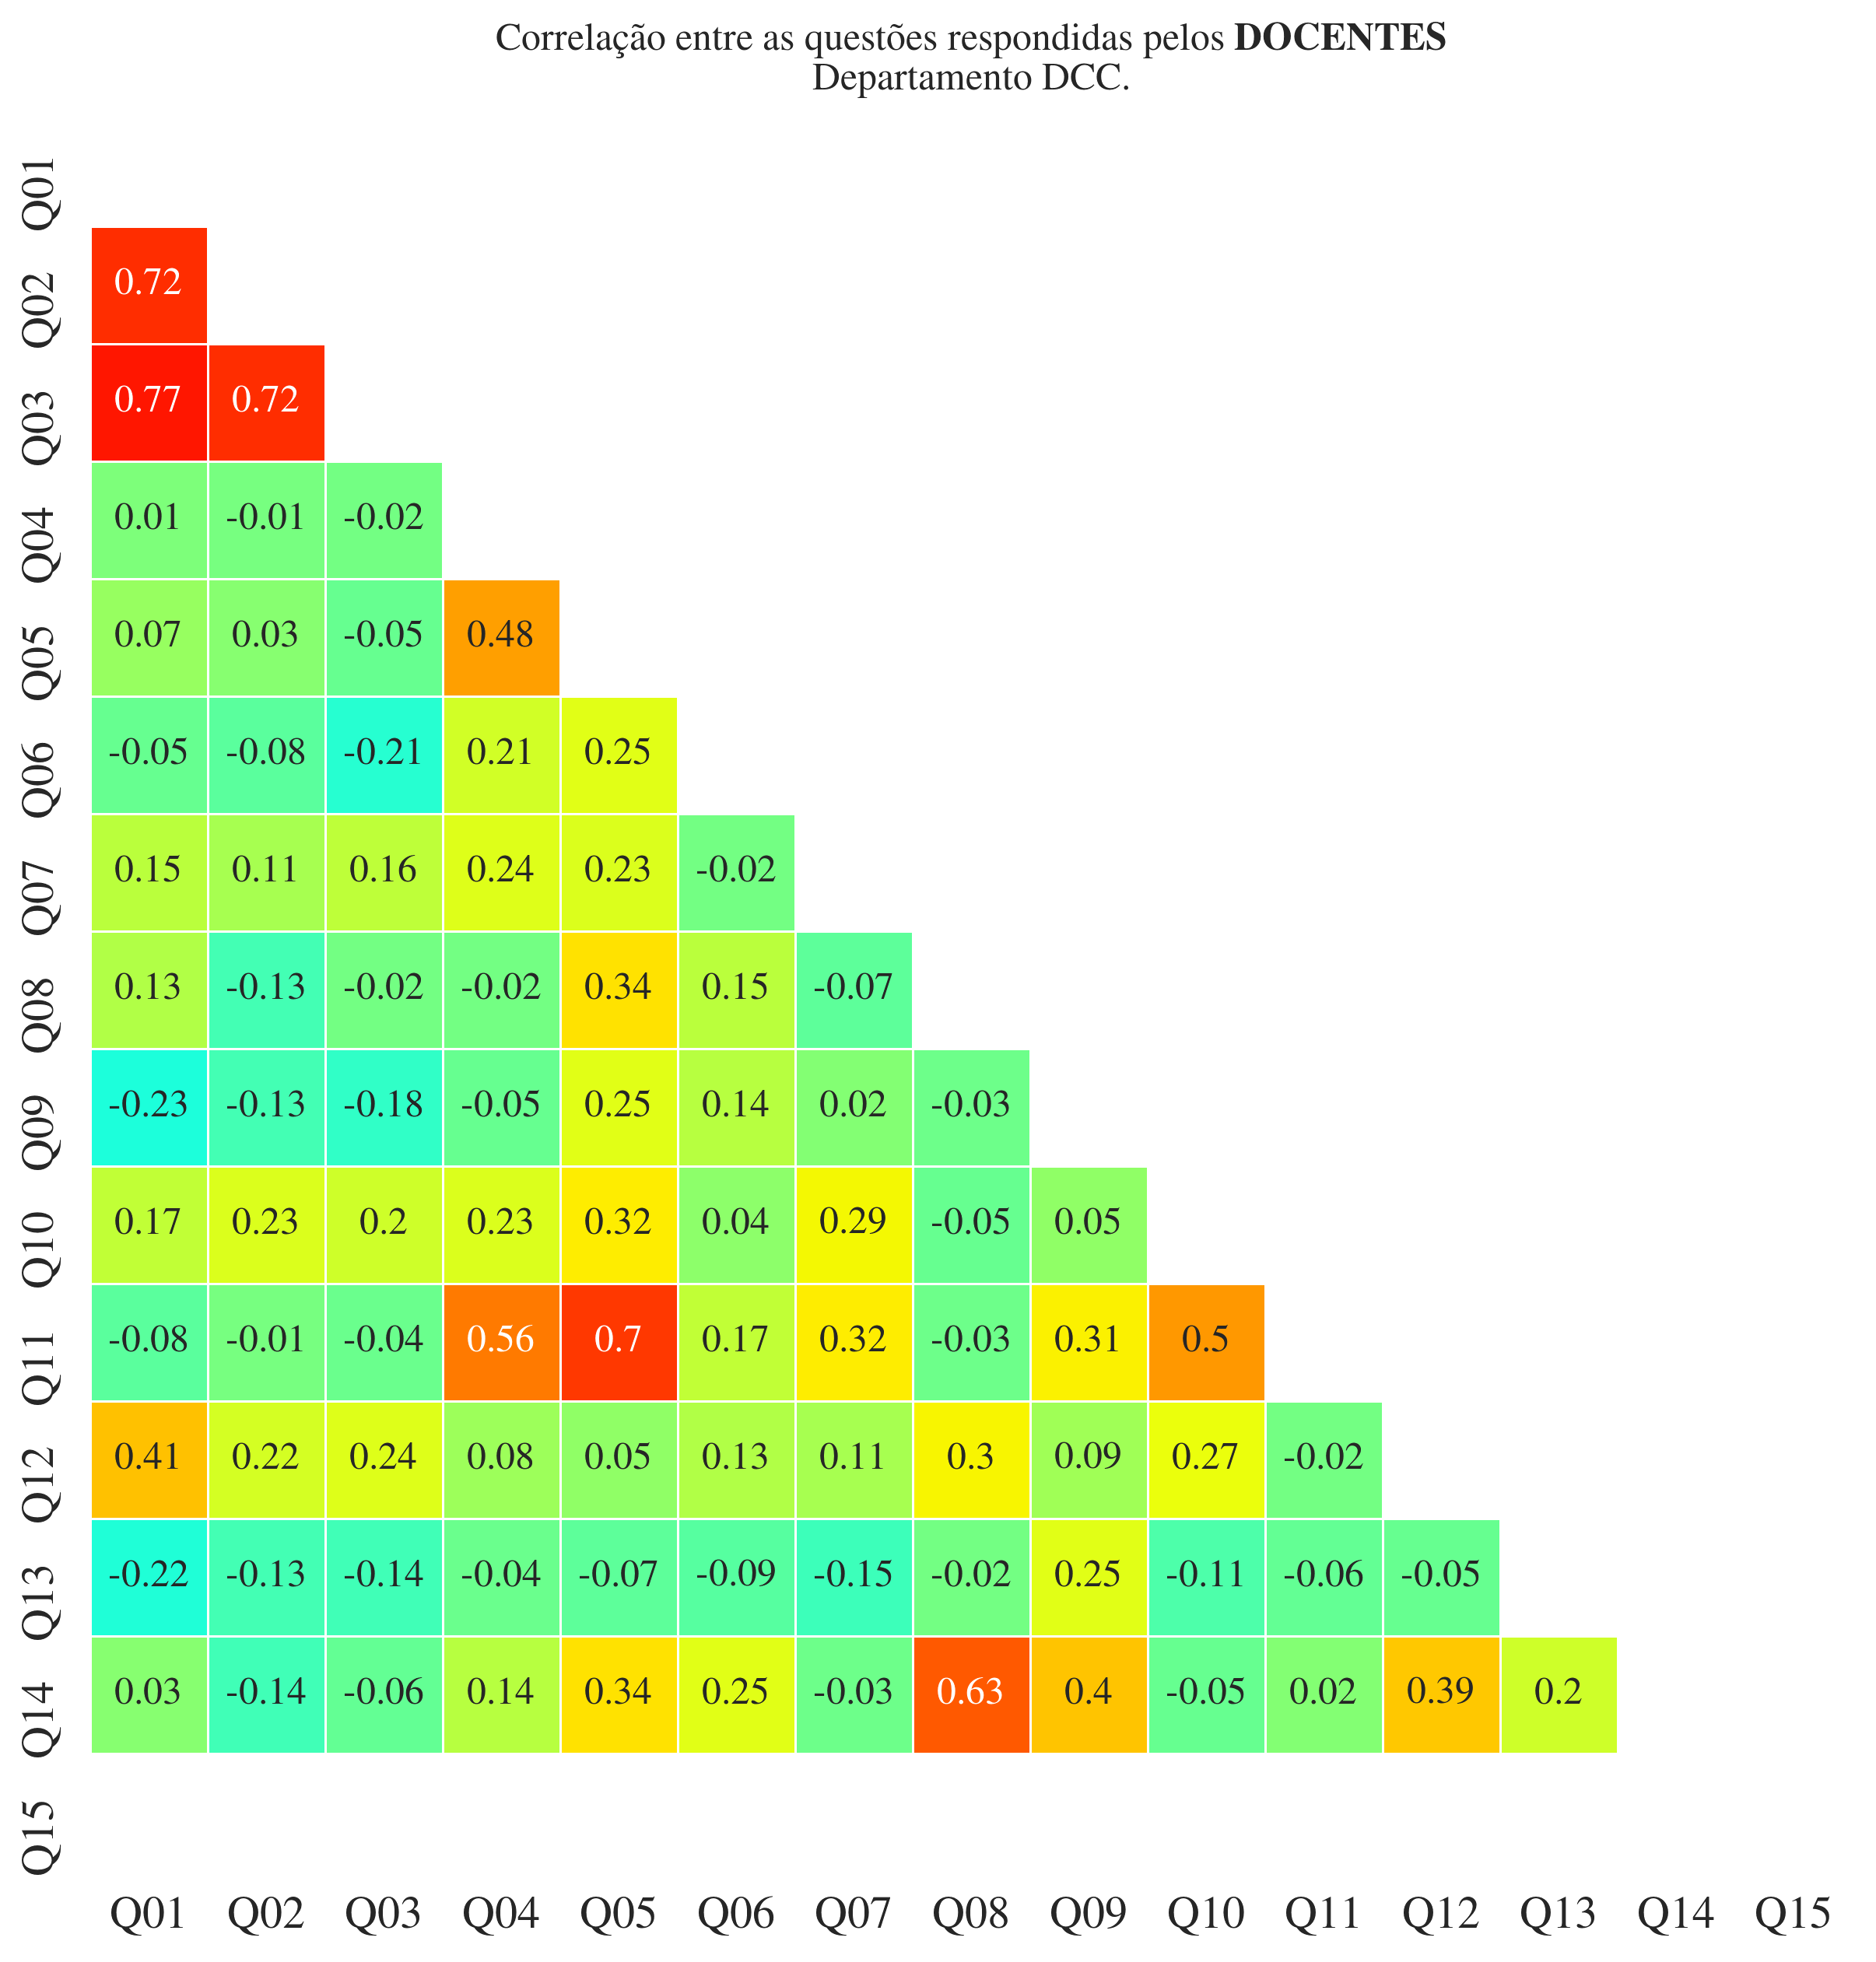 Correlação entre as questões respondidas pelos DOCENTES
Departamento DCC.
Q01
Q02 0.72
Q03 0.77 0.72
Q04 0.01 -0.01 -0.02
Q05 0.07 0.03 -0.05 0.48
Q06 -0.05 -0.08 -0.21 0.21 0.25
Q07 0.15 0.11 0.16 0.24 0.23 -0.02
Q08 0.13 -0.13 -0.02 -0.02 0.34 0.15 -0.07
Q09 -0.23 -0.13 -0.18 -0.05 0.25 0.14 0.02 -0.03
Q10 0.17 0.23 0.2 0.23 0.32 0.04 0.29 -0.05 0.05
Q11 -0.08 -0.01 -0.04 0.56 0.7 0.17 0.32 -0.03 0.31 0.5
Q12 0.41 0.22 0.24 0.08 0.05 0.13 0.11 0.3 0.09 0.27 -0.02
Q13 -0.22 -0.13 -0.14 -0.04 -0.07 -0.09 -0.15 -0.02 0.25 -0.11 -0.06 -0.05
Q14 0.03 -0.14 -0.06 0.14 0.34 0.25 -0.03 0.63 0.4 -0.05 0.02 0.39 0.2
Q15
Q01 Q02 Q03 Q04 Q05 Q06 Q07 Q08 Q09 Q10 Q11 Q12 Q13 Q14 Q15